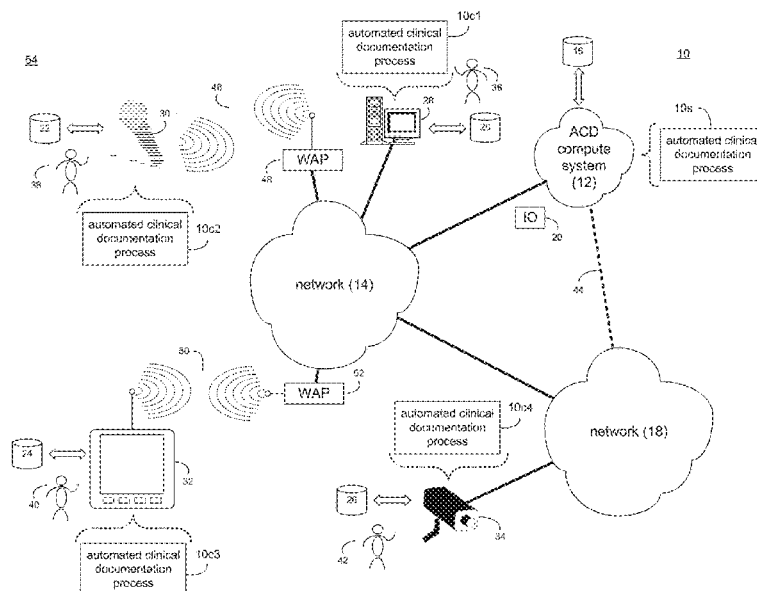 54
10
10c1
automated clinical
documentation
process
36
16
10s
22
30
46
28
26
ACD
compute
system
(12)
automated clinical
documentation
process
38
WAP
48
10c2
automated clinical
documentation
process
IO
20
network (14)
44
50
WAP
52
network (18)
10c4
automated clinical
documentation
process
24
32
40
26
34
42
10c3
automated clinical
documentation
process